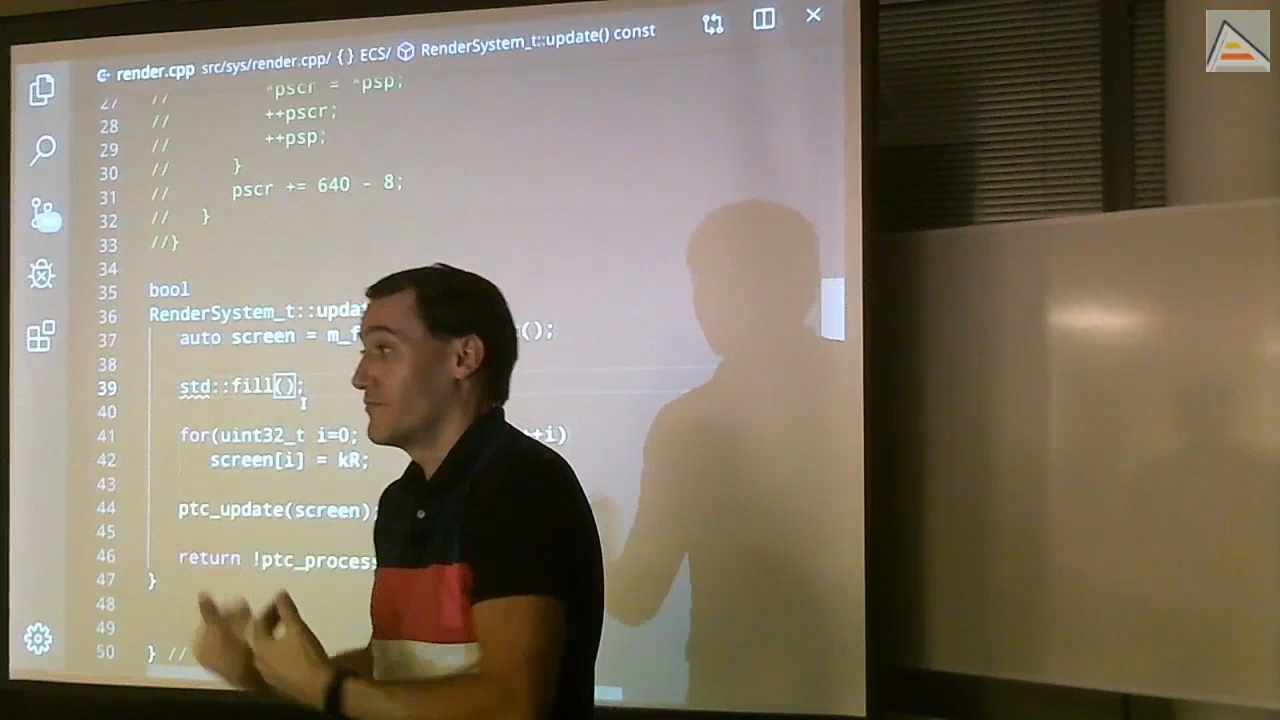 render.cpp src/sys/render.cpp/ {} ECS/ RenderSystem_t::update() const
27 // *pscr = *psp;
28 // ++pscr;
29 // ++psp;
30 // }
31 // pscr += 640 - 8;
32 // }
33 //}
34
35 bool
36 RenderSystem_t::updat
37 auto screen = m_f ();
38
39 std::fill();
40
41 for(uint32_t i=0; +i)
42 screen[i] = kR;
43
44 ptc_update(screen);
45
46 return !ptc_process
47 }
48
49
50 } //